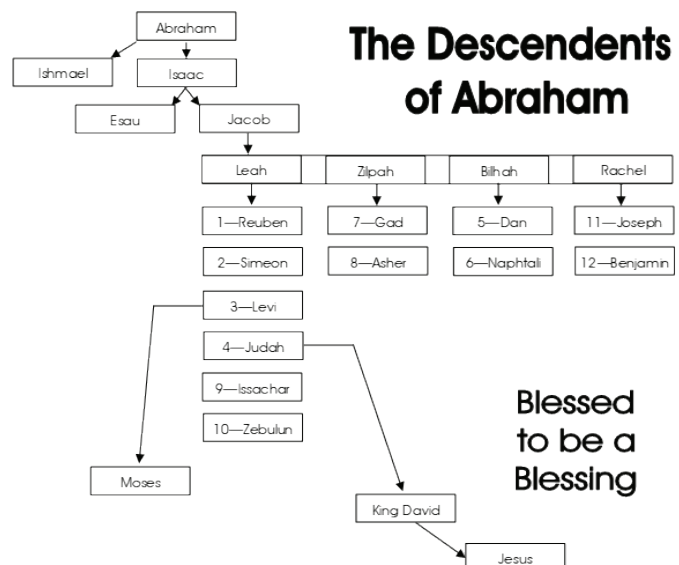 Abraham
The Descendents
of Abraham
Ishmael
Isaac
Esau
Jacob
Leah
Zilpah
Bilhah
Rachel
1—Reuben
7—Gad
5—Dan
11—Joseph
2—Simeon
8—Asher
6—Naphtali
12—Benjamin
3—Levi
4—Judah
9—Issachar
10—Zebulun
Blessed
to be a
Blessing
Moses
King David
Jesus